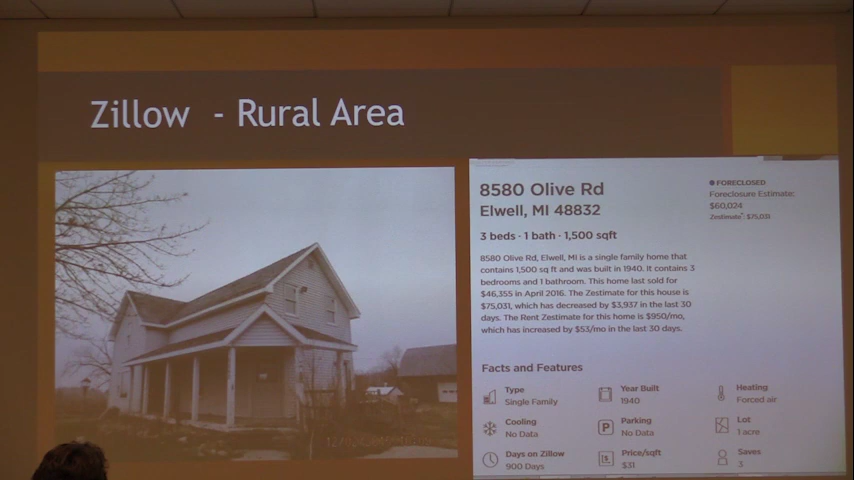 Zillow - Rural Area
8580 Olive Rd
Elwell, MI 48832
3 beds · 1 bath · 1,500 sqft
FORECLOSED
Foreclosure Estimate:
$60,024
Zestimate*: $75,031
8580 Olive Rd, Elwell, MI is a single family home that
contains 1,500 sq ft and was built in 1940. It contains 3
bedrooms and 1 bathroom. This home last sold for
$46,355 in April 2016. The Zestimate for this house is
$75,031, which has decreased by $3,937 in the last 30
days. The Rent Zestimate for this home is $950/mo,
which has increased by $53/mo in the last 30 days.
Facts and Features
Type
Single Family
Year Built
1940
Heating
Forced air
Cooling
No Data
Parking
No Data
Lot
1 acre
Days on Zillow
900 Days
Price/sqft
$31
Saves
3